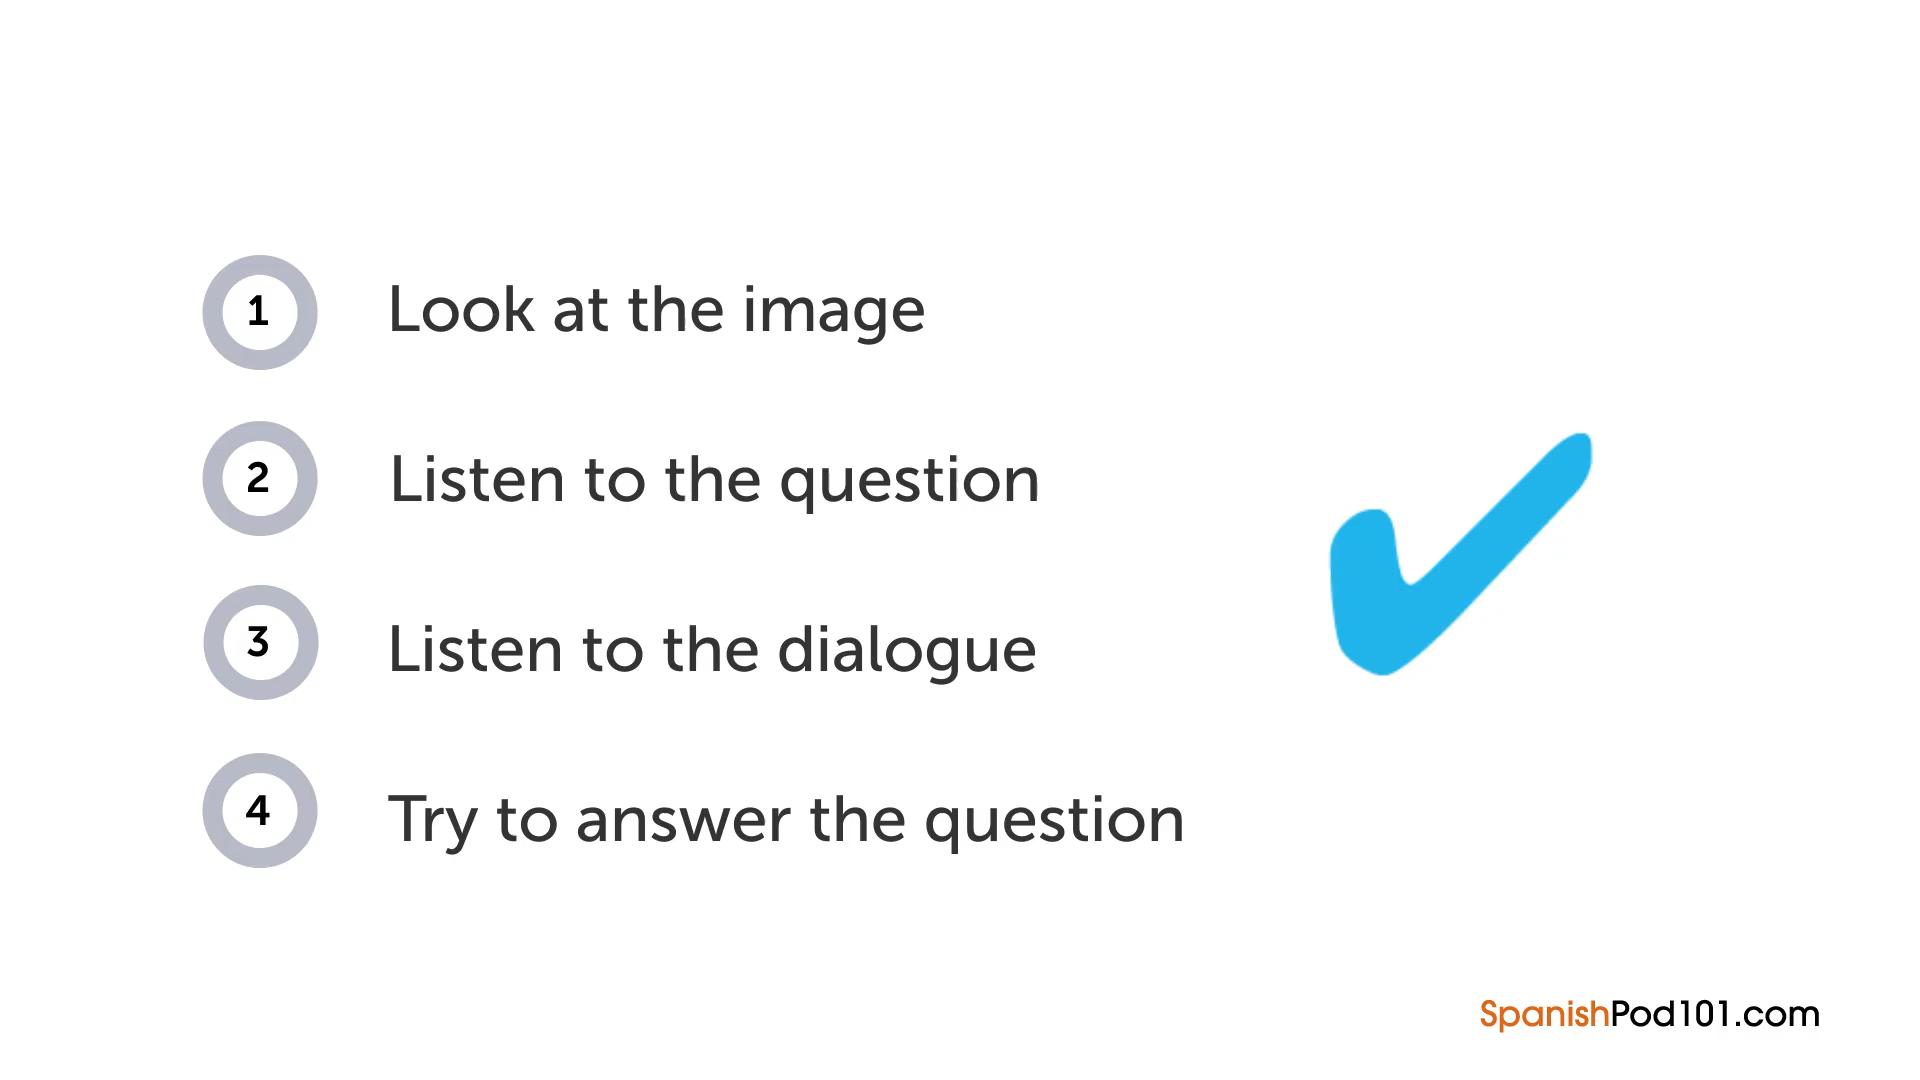 1 Look at the image
2 Listen to the question
3 Listen to the dialogue
4 Try to answer the question
SpanishPod101.com